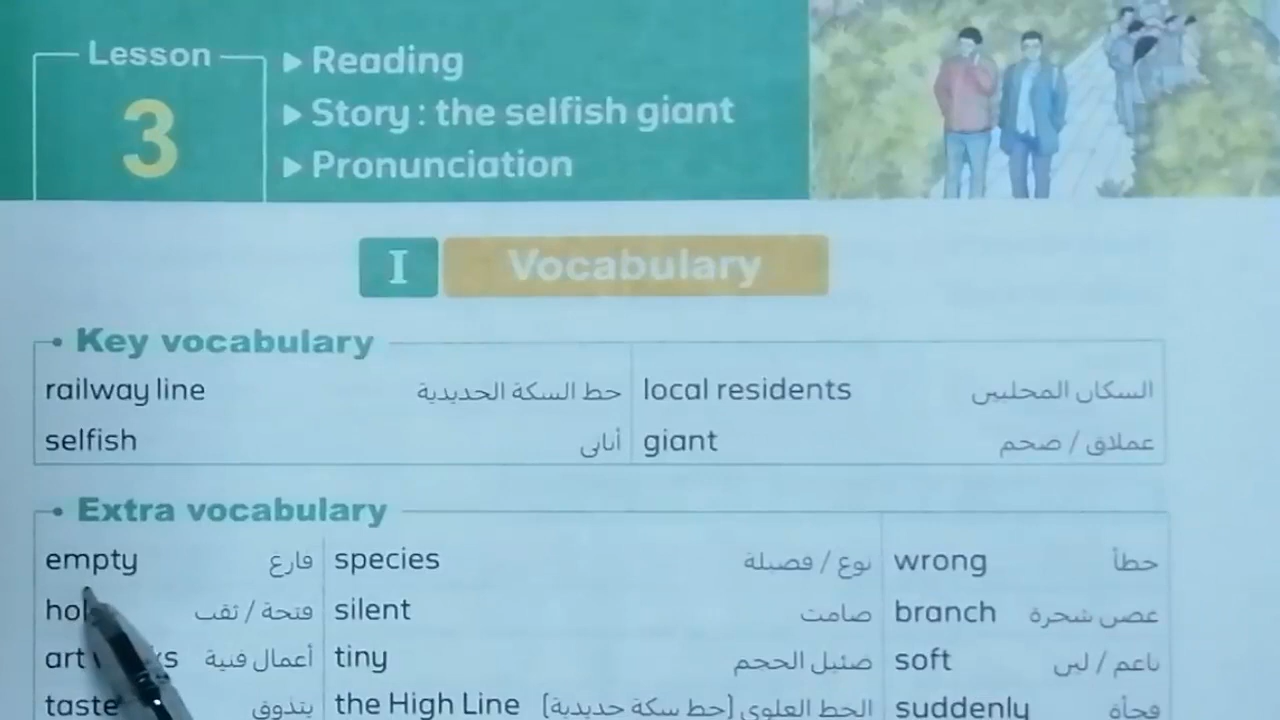 Lesson
3
▶ Reading
▶ Story : the selfish giant
▶ Pronunciation
I Vocabulary
• Key vocabulary
railway line خط السكة الحديدية local residents السكان المحليين
selfish أنانى giant عملاق / ضخم
• Extra vocabulary
empty فارغ species نوع / فصيلة wrong خطأ
فتحة / ثقب silent صامت branch غصن شجرة
أعمال فنية tiny ضئيل الحجم soft ناعم / لين
taste يتذوق the High Line الخط العلوى (خط سكة حديدية) suddenly فجأة